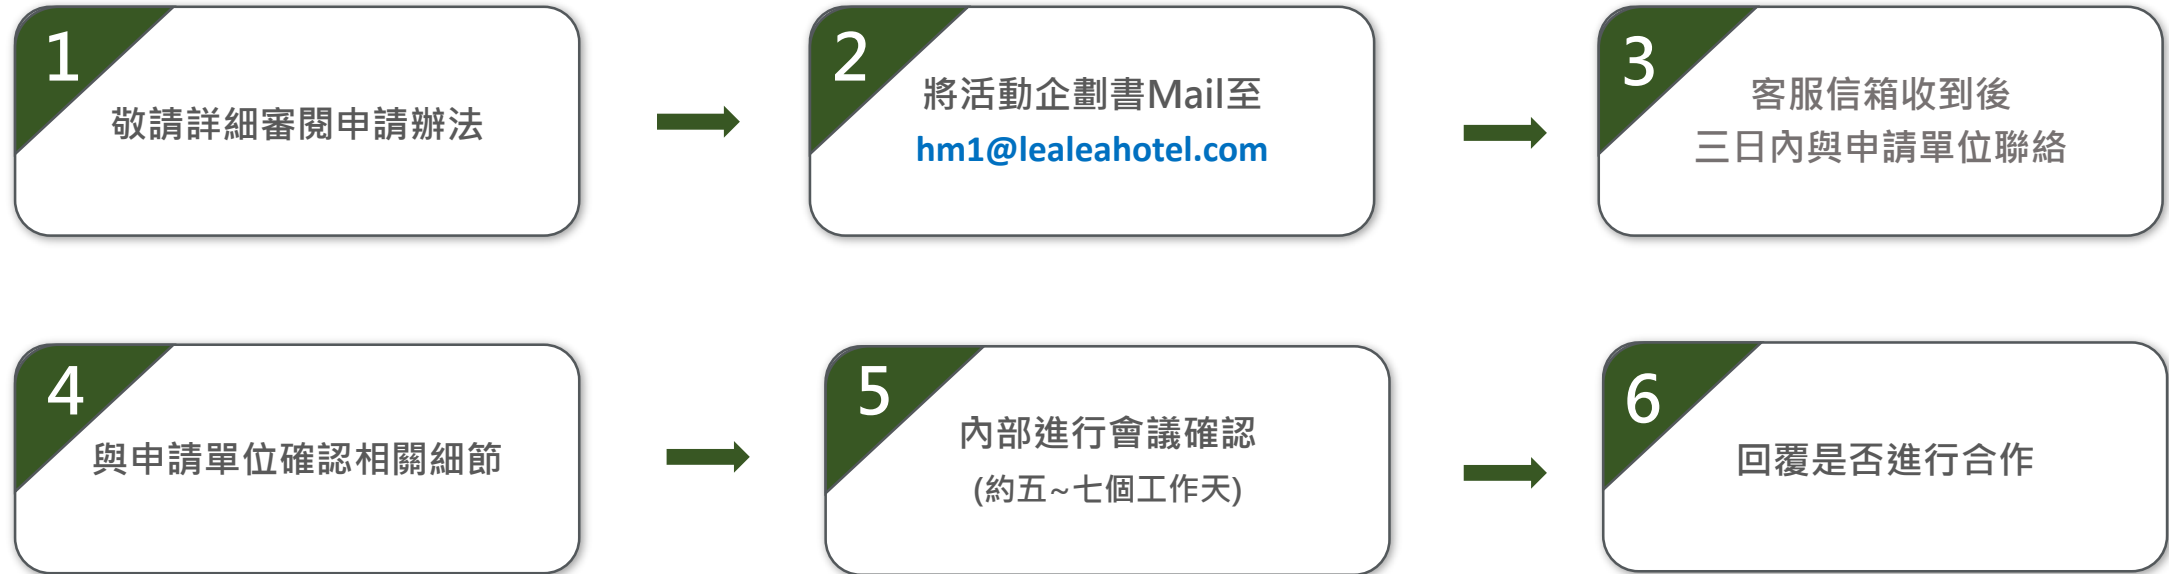 1
敬請詳細審閱申請辦法
2
將活動企劃書Mail至
hm1@lealeahotel.com
3
客服信箱收到後
三日內與申請單位聯絡
4
與申請單位確認相關細節
5
內部進行會議確認
(約五~七個工作天)
6
回覆是否進行合作